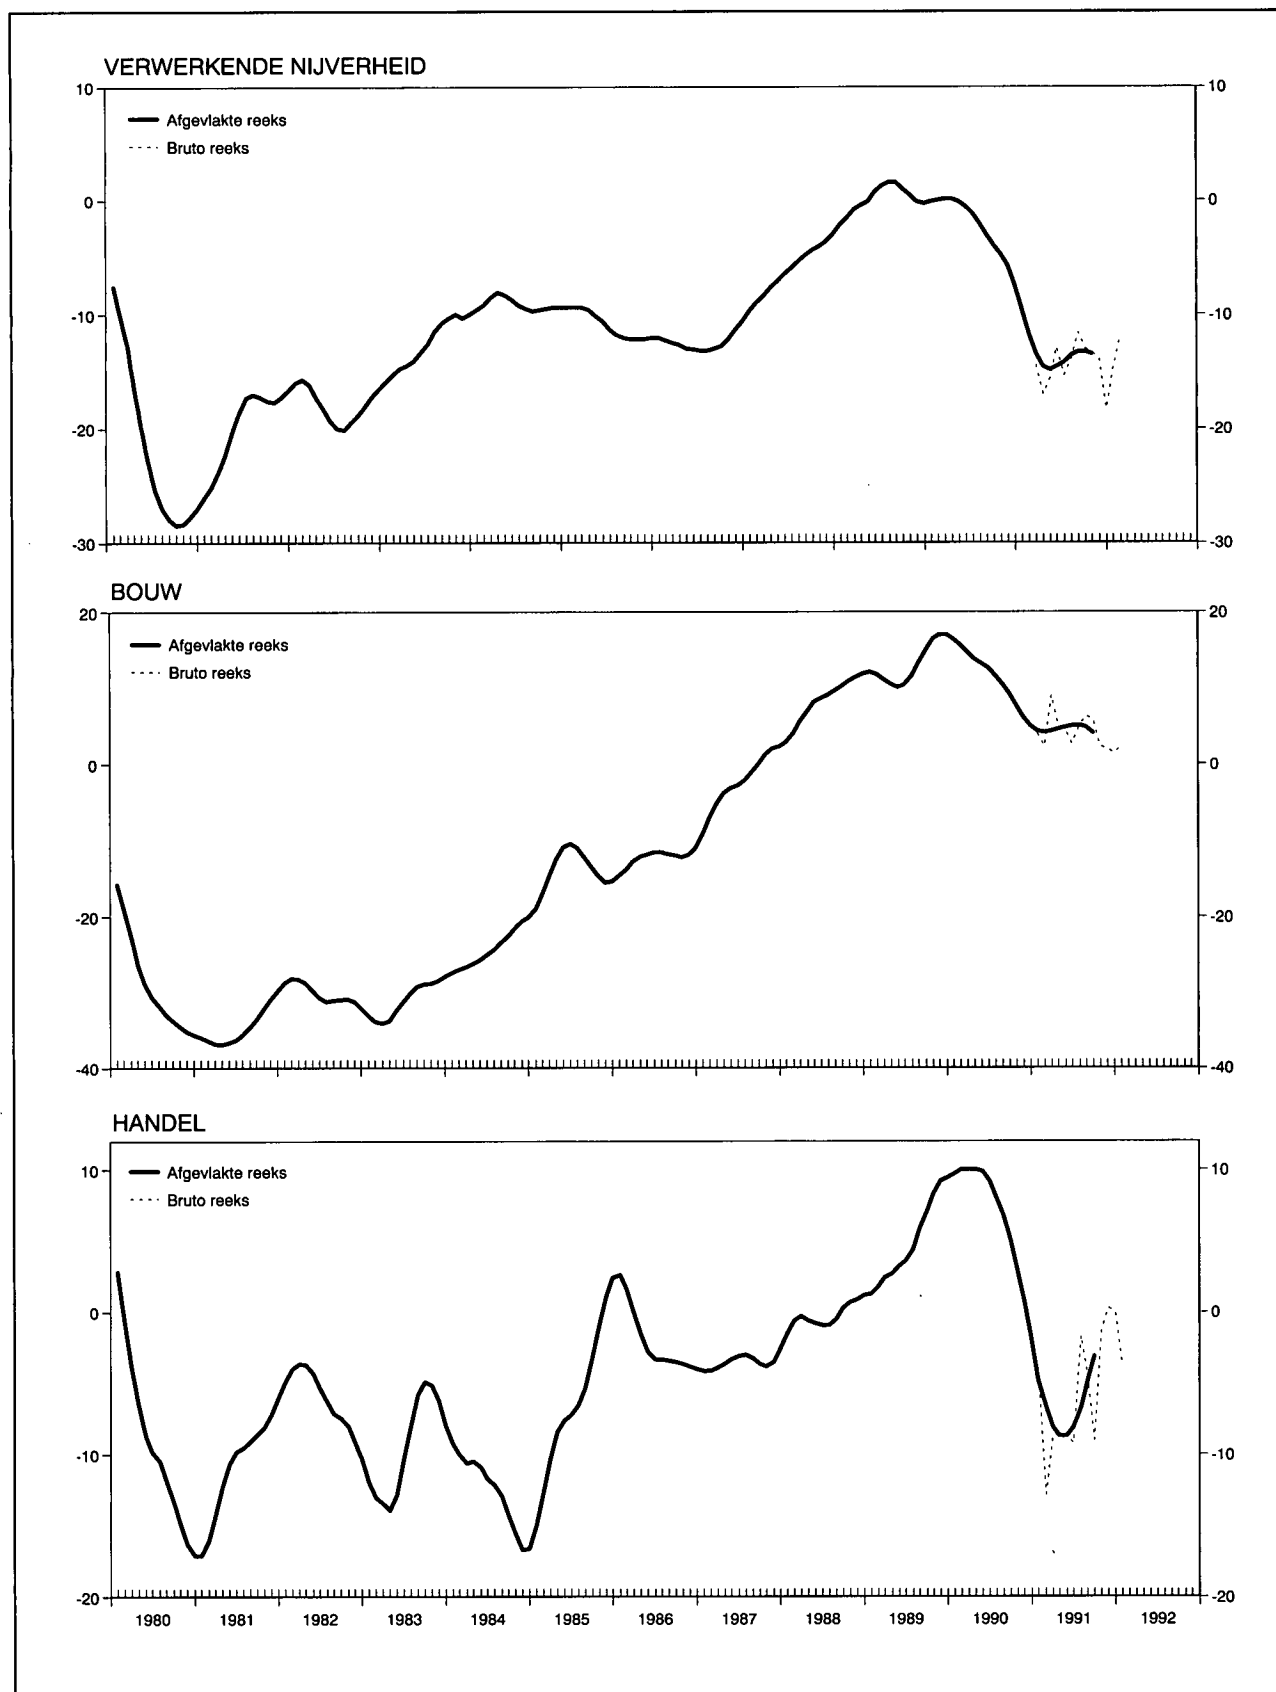 VERWERKENDE NIJVERHEID
10
10
Afgevlakte reeks
Bruto reeks
0
0
-10
-10
-20
-20
-30
-30
BOUW
20
20
Afgevlakte reeks
Bruto reeks
0
0
-20
-20
-40
-40
HANDEL
10
10
Afgevlakte reeks
Bruto reeks
0
0
-10
-10
-20
-20
1980 1981 1982 1983 1984 1985 1986 1987 1988 1989 1990 1991 1992